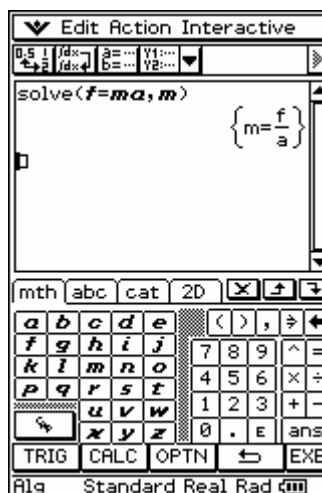 Edit Action Interactive
solve(f=ma,m)
{m=f/a}
mth abc cat 2D
a b c d e ( ) , ⇒ ←
f g h i j 7 8 9 ^ =
k l m n o 4 5 6 × ÷
p q r s t 1 2 3 + −
u v w 0 . E ans
x y z
TRIG CALC OPTN EXE
Alg Standard Real Rad